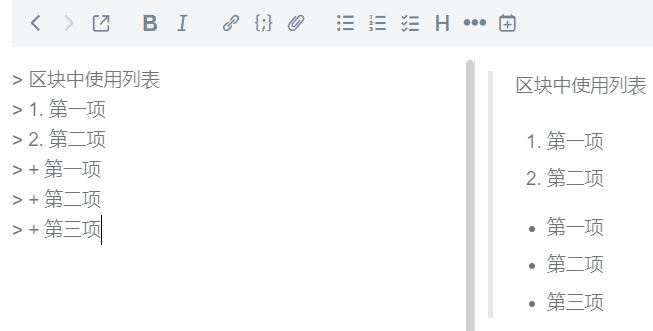 B I {;} H
> 区块中使用列表
> 1. 第一项
> 2. 第二项
> + 第一项
> + 第二项
> + 第三项
区块中使用列表
1. 第一项
2. 第二项
• 第一项
• 第二项
• 第三项